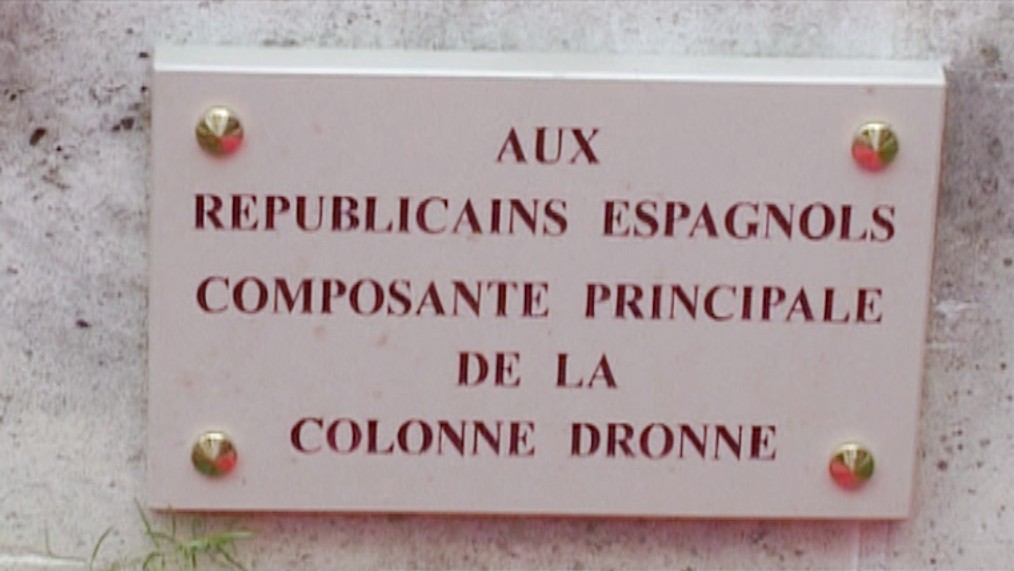 AUX
REPUBLICAINS ESPAGNOLS
COMPOSANTE PRINCIPALE
DE LA
COLONNE DRONNE